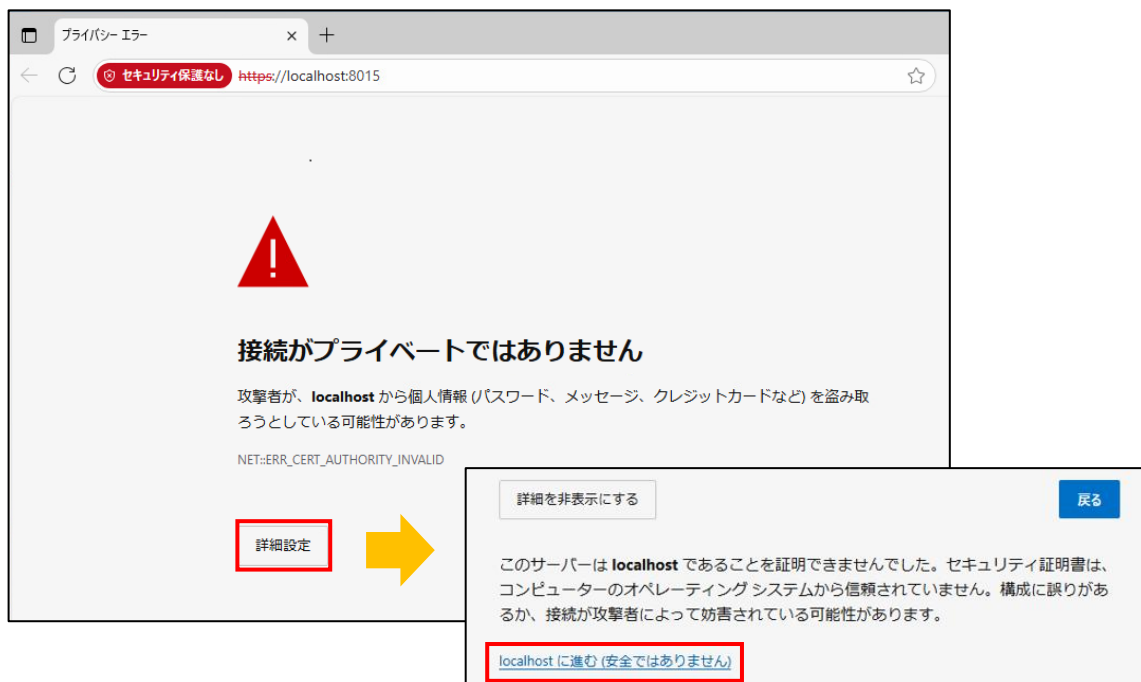 プライバシー エラー
セキュリティ保護なし https://localhost:8015
接続がプライベートではありません
攻撃者が、localhost から個人情報 (パスワード、メッセージ、クレジットカードなど) を盗み取
ろうとしている可能性があります。
NET::ERR_CERT_AUTHORITY_INVALID
詳細設定
詳細を非表示にする
戻る
このサーバーは localhost であることを証明できませんでした。セキュリティ証明書は、
コンピューターのオペレーティング システムから信頼されていません。構成に誤りがあ
るか、接続が攻撃者によって妨害されている可能性があります。
localhost に進む (安全ではありません)